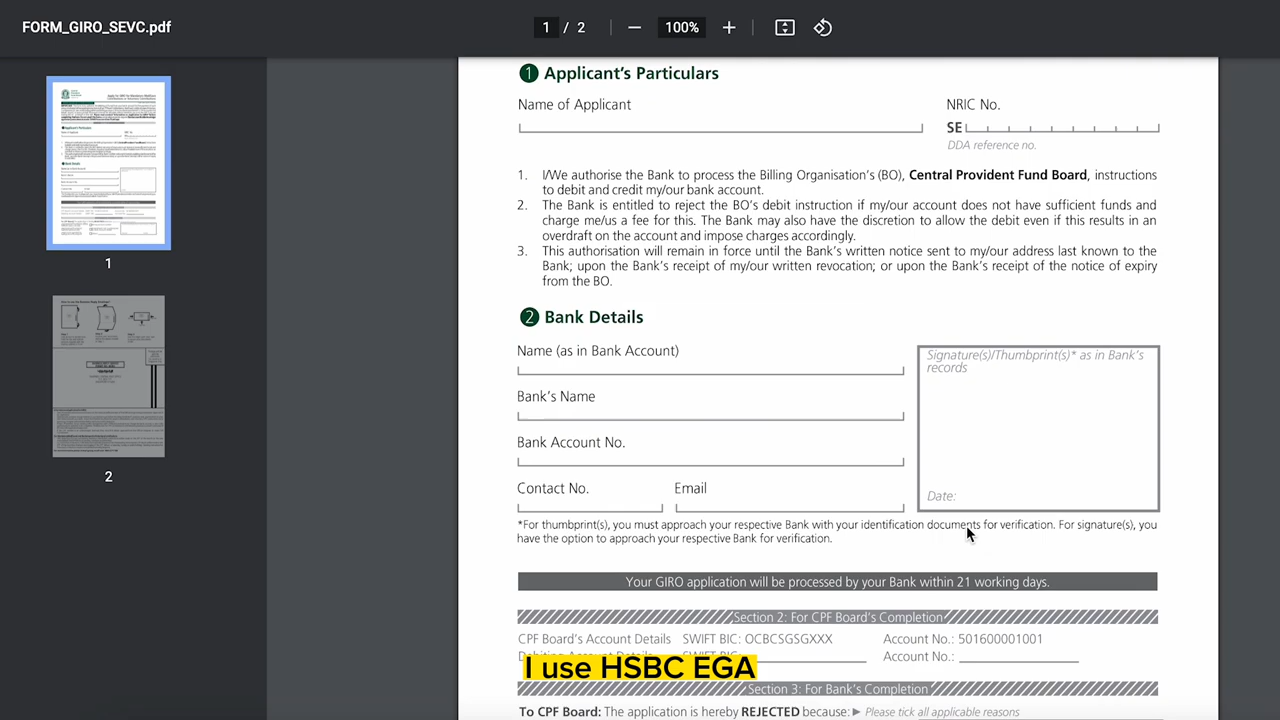 FORM_GIRO_SEVC.pdf
1 / 2 100%
1 Applicant's Particulars
Name of Applicant NRIC No.
SE
DDA reference no.
1. I/We authorise the Bank to process the Billing Organisation's (BO), Central Provident Fund Board, instructions
to debit and credit my/our bank account.
is entitled to reject the BO's instruction if my/our account does not have sufficient funds and
charge me/us a fee for this. The Bank may also at the discretion to allow the debit even if this results in an
overdraft on the account and impose charges accordingly.
3. This authorisation will remain in force until the Bank's written notice sent to my/our address last known to the
Bank; upon the Bank's receipt of my/our written revocation; or upon the Bank's receipt of the notice of expiry
from the BO.
2 Bank Details
Name(as in Bank Account)
Signature(s)/Thumbprint(s)* as in Bank's
records
Bank's Name
Bank Account No.
Contact No. Email
Date:
*For thumbprint(s), you must approach your respective Bank with your identification documents for verification. For signature(s), you
have the option to approach your respective Bank for verification.
Your GIRO application will be processed by your Bank within 21 working days.
Section 2: For CPF Board's Completion
CPF Board's Account Details SWIFT BIC: OCBCSGSGXXX Account No.: 501600001001
Account No.:
I use HSBC EGA
Section 3: For Bank's Completion
To CPF Board: The application is hereby REJECTED because: ► Please tick all applicable reasons
1
2